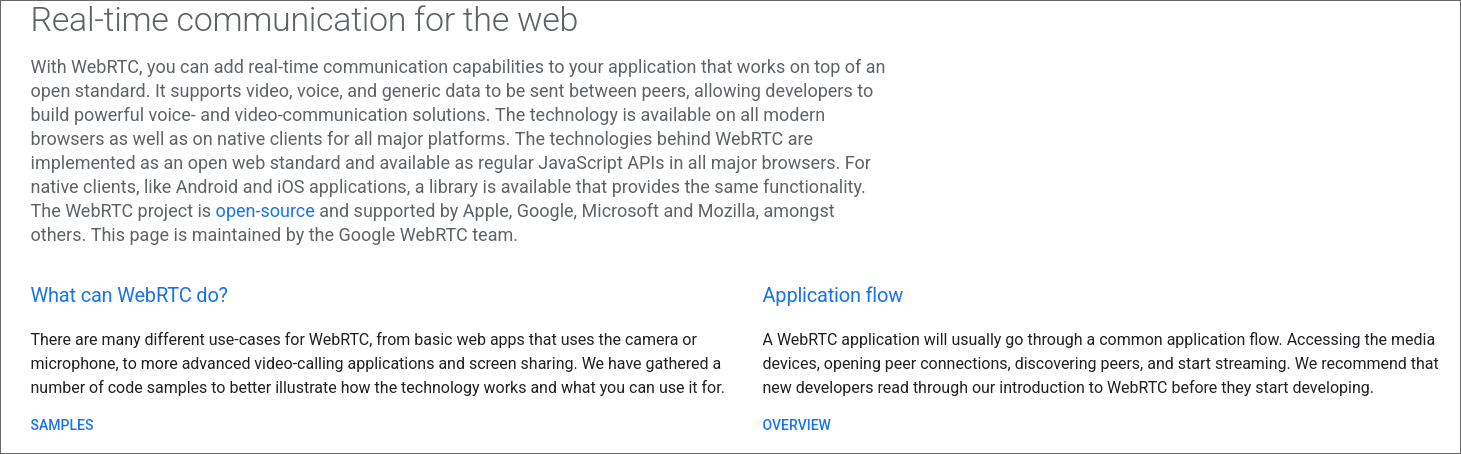 Real-time communication for the web
With WebRTC, you can add real-time communication capabilities to your application that works on top of an
open standard. It supports video, voice, and generic data to be sent between peers, allowing developers to
build powerful voice- and video-communication solutions. The technology is available on all modern
browsers as well as on native clients for all major platforms. The technologies behind WebRTC are
implemented as an open web standard and available as regular JavaScript APIs in all major browsers. For
native clients, like Android and iOS applications, a library is available that provides the same functionality.
The WebRTC project is open-source and supported by Apple, Google, Microsoft and Mozilla, amongst
others. This page is maintained by the Google WebRTC team.
What can WebRTC do?
There are many different use-cases for WebRTC, from basic web apps that uses the camera or
microphone, to more advanced video-calling applications and screen sharing. We have gathered a
number of code samples to better illustrate how the technology works and what you can use it for.
SAMPLES
Application flow
A WebRTC application will usually go through a common application flow. Accessing the media
devices, opening peer connections, discovering peers, and start streaming. We recommend that
new developers read through our introduction to WebRTC before they start developing.
OVERVIEW